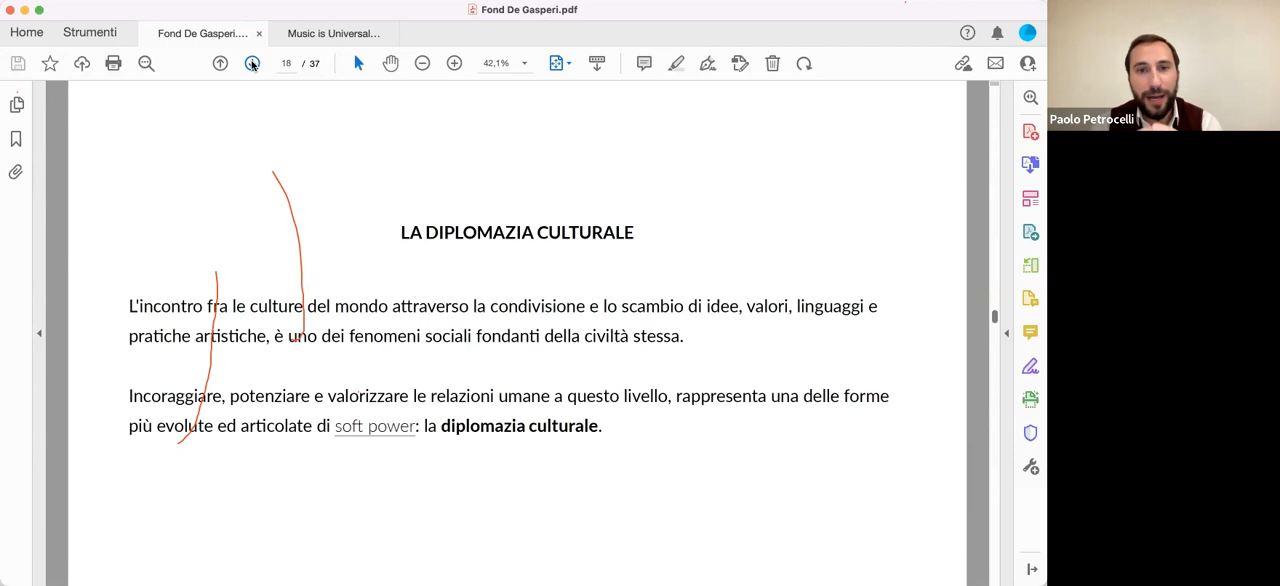 Fond De Gasperi.pdf
Home Strumenti Fond De Gasperi.... × Music is Universal...
18 / 37 42,1%
Paolo Petrocelli
LA DIPLOMAZIA CULTURALE
L'incontro fra le culture del mondo attraverso la condivisione e lo scambio di idee, valori, linguaggi e
pratiche artistiche, è uno dei fenomeni sociali fondanti della civiltà stessa.
Incoraggiare, potenziare e valorizzare le relazioni umane a questo livello, rappresenta una delle forme
più evolute ed articolate di soft power: la diplomazia culturale.